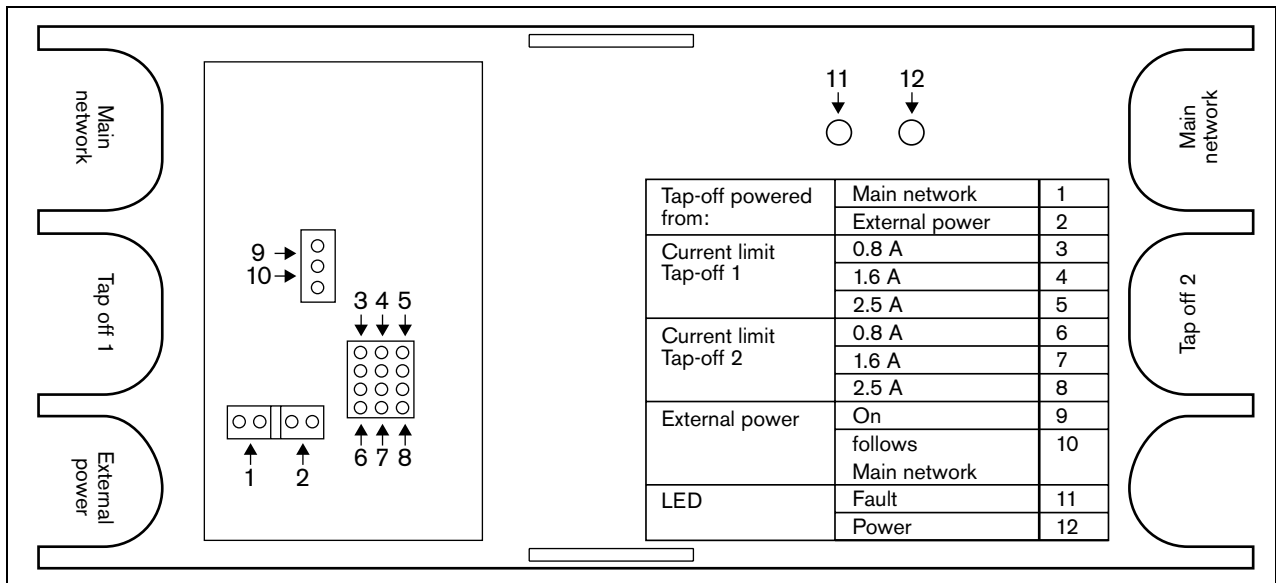 Main
network
Tap off 1
External
power
9
10
3 4 5
6 7 8
1 2
11 12
Tap-off powered
from:
Main network 1
External power 2
Current limit
Tap-off 1
0.8 A 3
1.6 A 4
2.5 A 5
Current limit
Tap-off 2
0.8 A 6
1.6 A 7
2.5 A 8
External power
On 9
follows 10
Main network
LED
Fault 11
Power 12
Main
network
Tap off 2